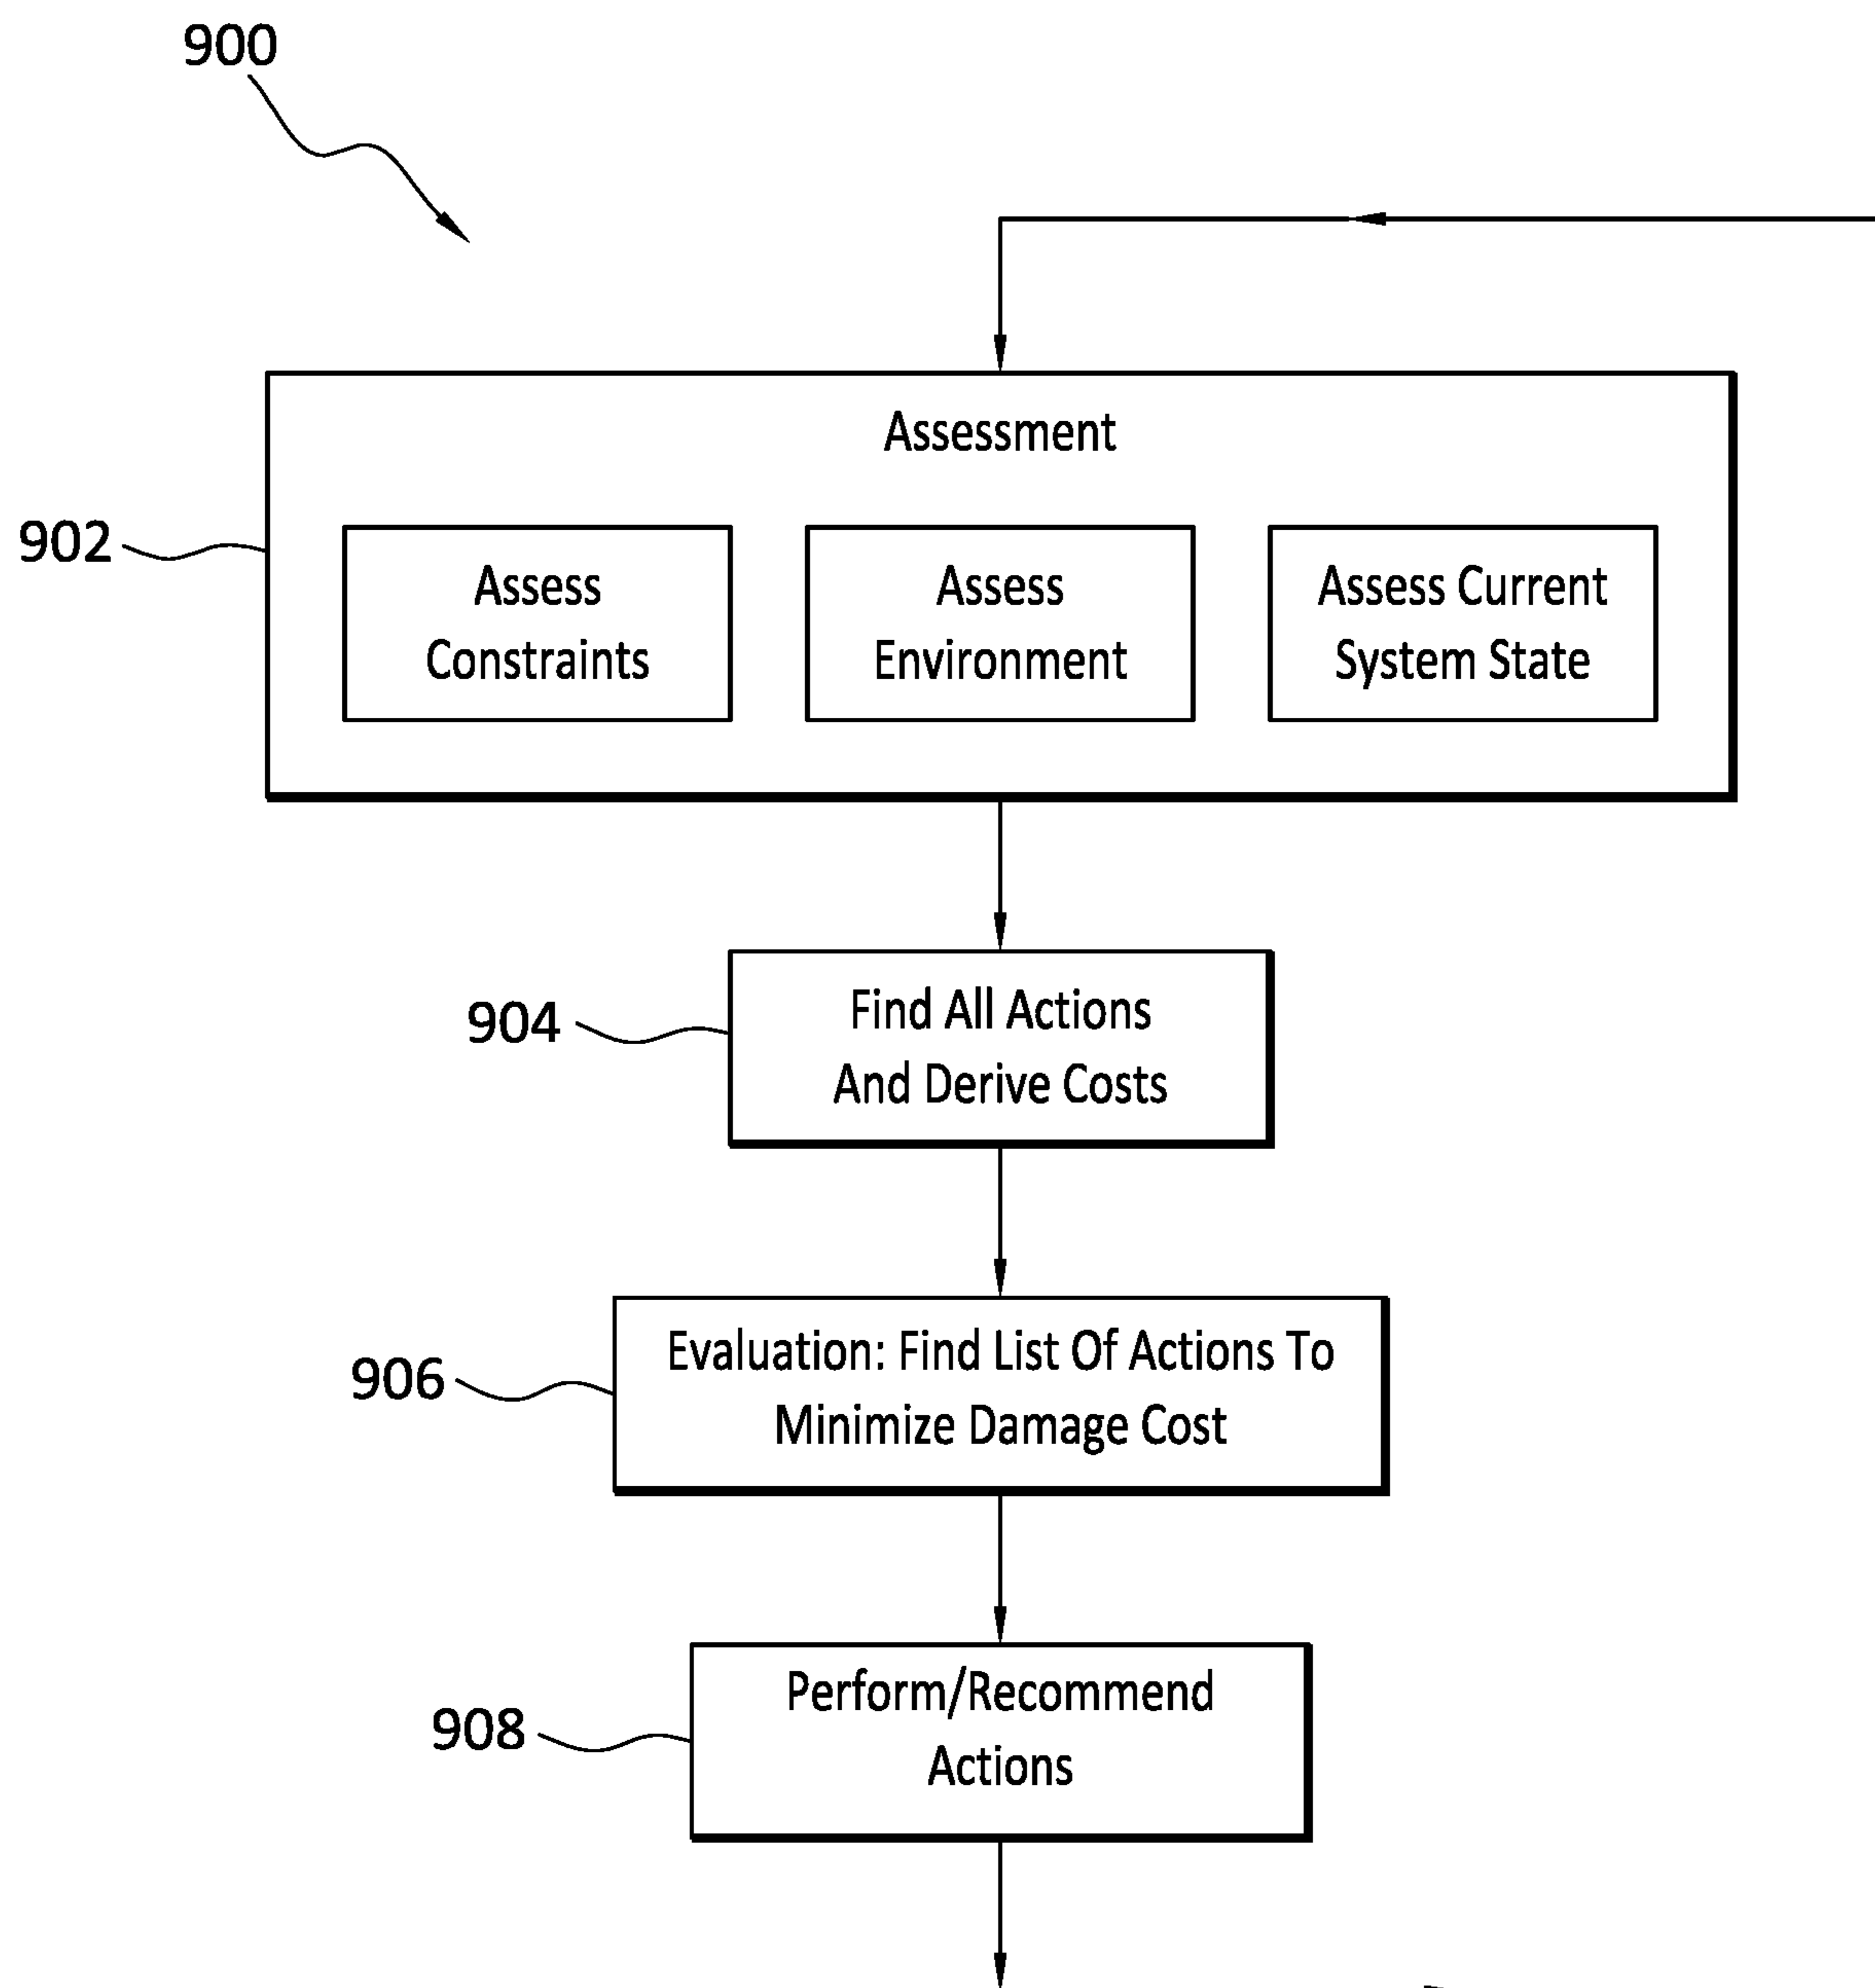 900
Assessment
902
Assess
Constraints
Assess
Environment
Assess Current
System State
904
Find All Actions
And Derive Costs
906
Evaluation: Find List Of Actions To
Minimize Damage Cost
908
Perform/Recommend
Actions